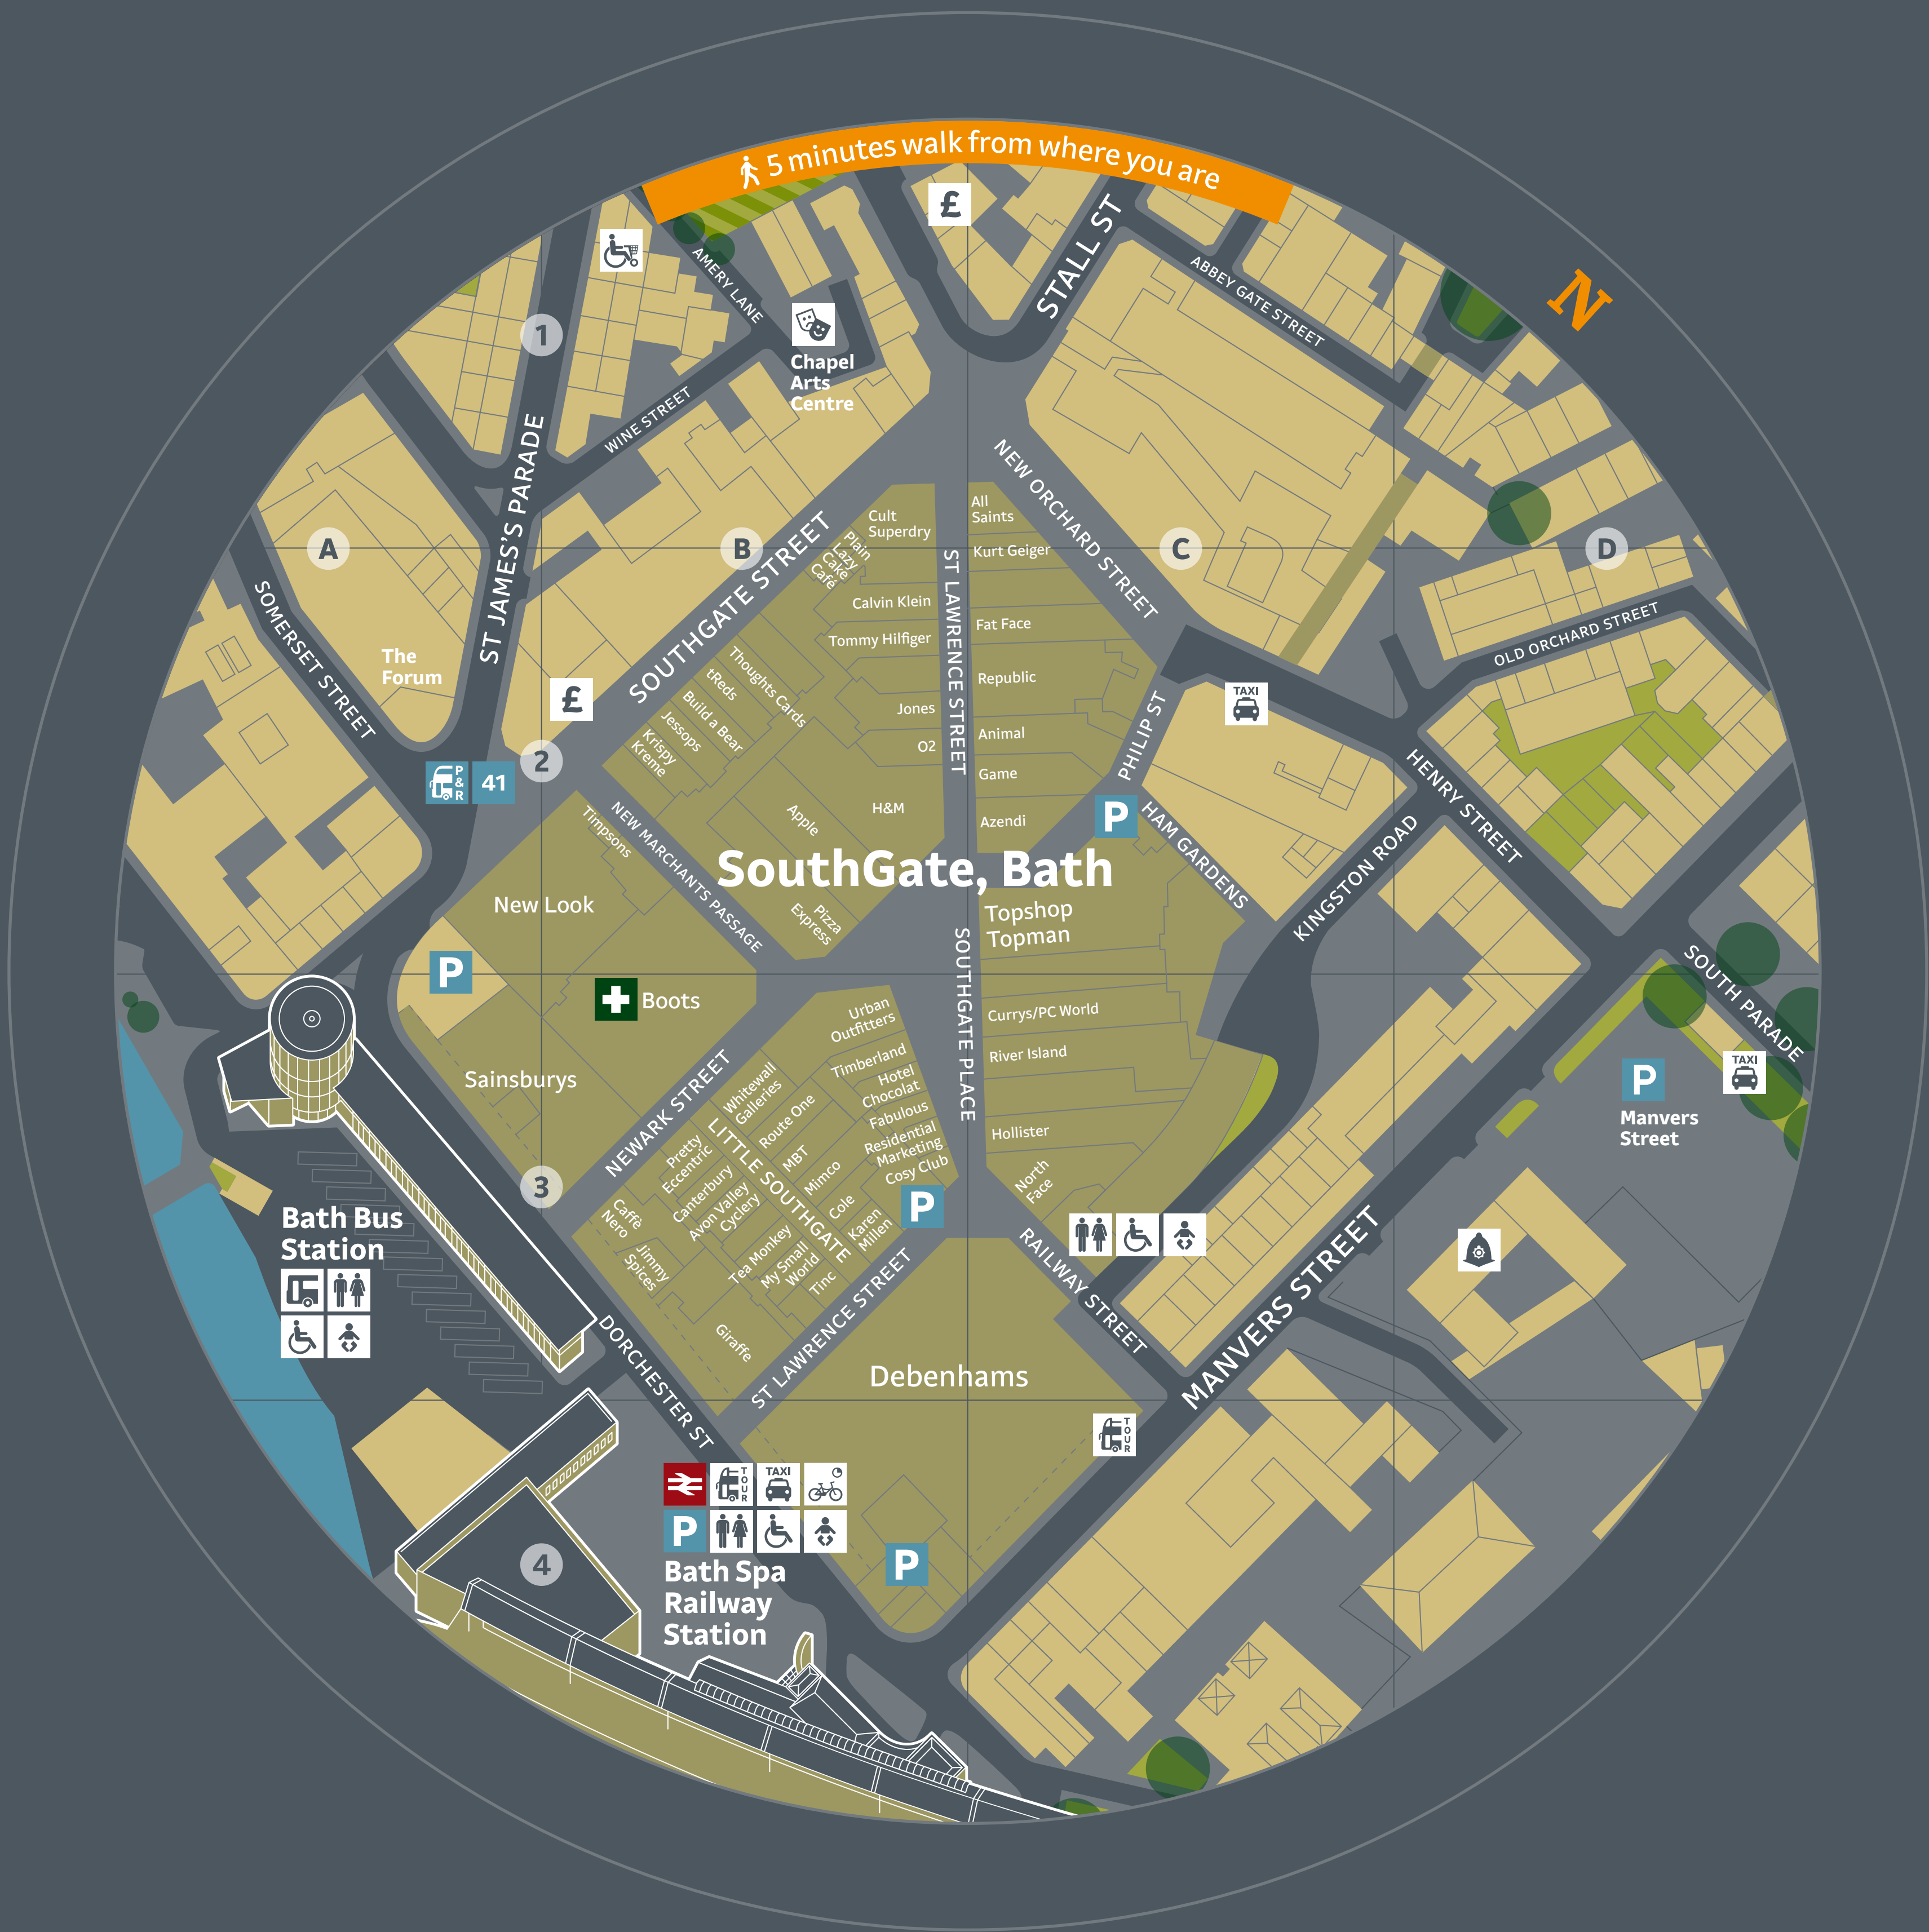 5 minutes walk from where you are
N
£
STALL ST
ABBEY GATE STREET
AMERY LANE
1
Chapel
Arts
Centre
WINE STREET
ST JAMES'S PARADE
NEW ORCHARD STREET
A
B
C
D
SOMERSET STREET
The
Forum
SOUTHGATE STREET
£
2
P&R
41
Cult
Superdry
Plain
Lazy
Cake
Café
Calvin Klein
Tommy Hilfiger
Thoughts Cards
tReds
Build a Bear
Jessops
Krispy
Kreme
Jones
O2
H&M
Apple
Pizza
Express
ST LAWRENCE STREET
All
Saints
Kurt Geiger
Fat Face
Republic
Animal
Game
Azendi
PHILIP ST
TAXI
OLD ORCHARD STREET
HENRY STREET
P
HAM GARDENS
KINGSTON ROAD
SouthGate, Bath
Timpsons
NEW MARCHANTS PASSAGE
New Look
P
Boots
Sainsburys
Topshop
Topman
SOUTHGATE PLACE
Currys/PC World
River Island
Hollister
North
Face
SOUTH PARADE
TAXI
P
Manvers
Street
NEWARK STREET
3
Urban
Outfitters
Timberland
Hotel
Chocolat
Fabulous
Residential
Marketing
Cosy Club
Whitewall
Galleries
Route One
MBT
Mimco
Cole
Karen
Millen
LITTLE SOUTHGATE
Pretty
Eccentric
Canterbury
Avon Valley
Cyclery
Tea Monkey
My Small
World
Tinc
Caffè
Nero
Jimmy
Spices
Giraffe
P
Bath Bus
Station
DORCHESTER ST
ST LAWRENCE STREET
RAILWAY STREET
MANVERS STREET
Debenhams
TOUR
TOUR
TAXI
P
Bath Spa
Railway
Station
P
4